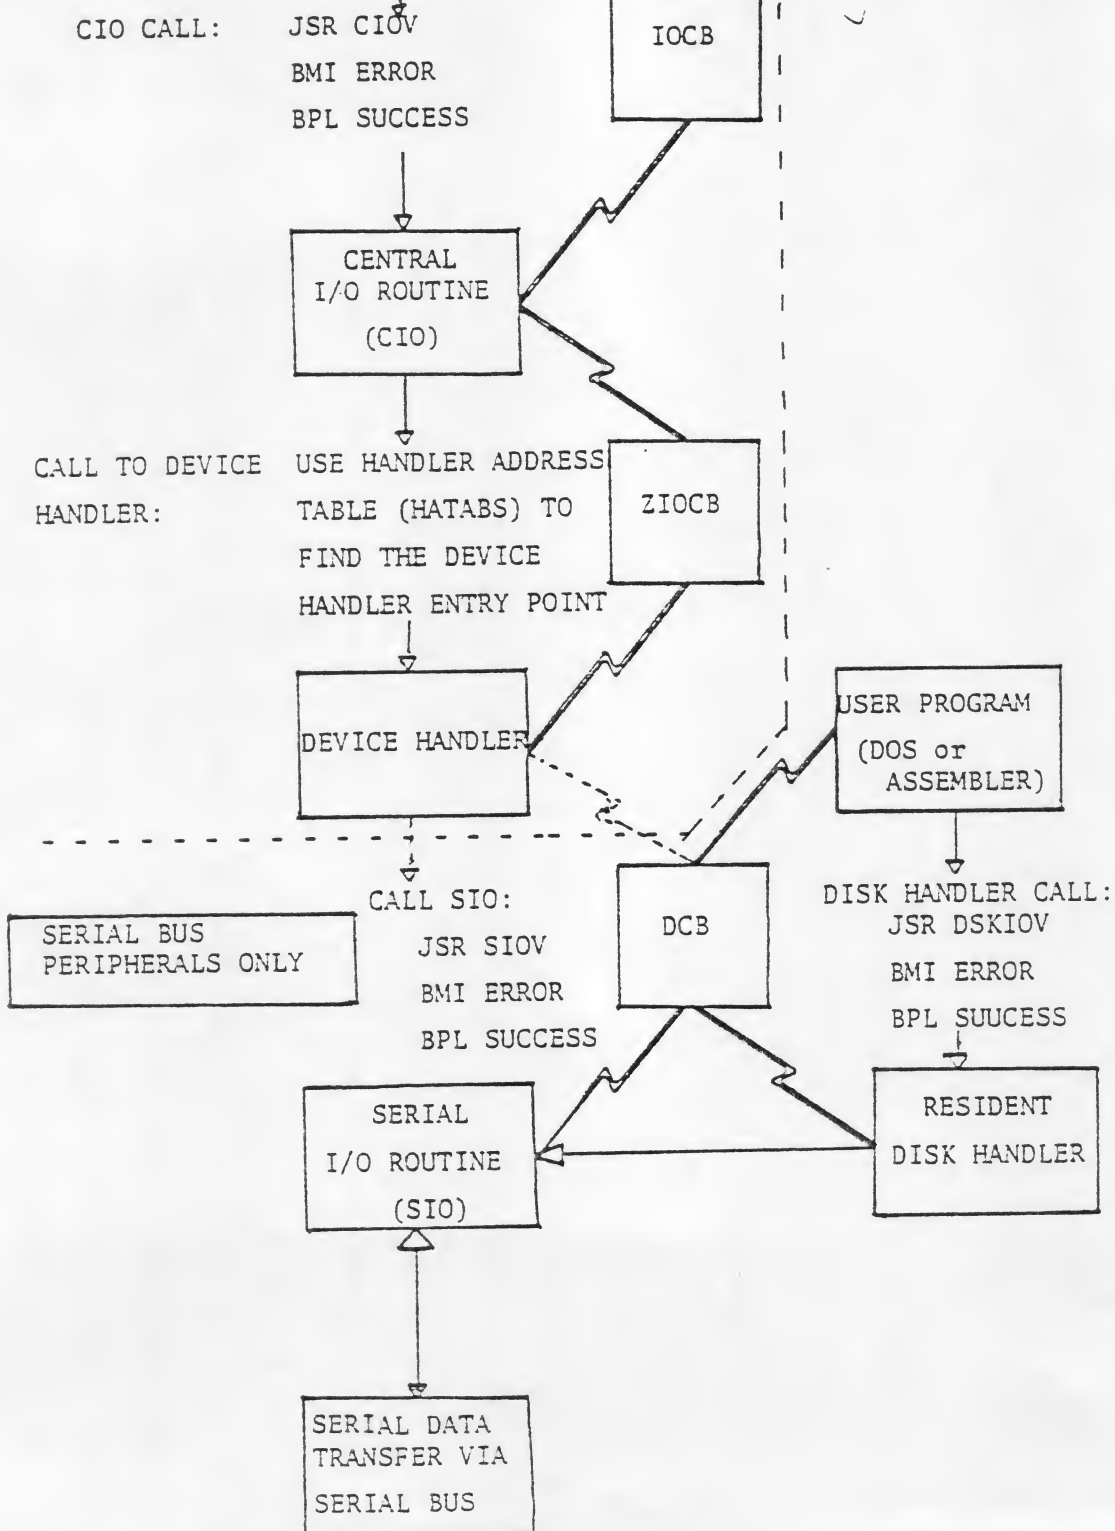 CIO CALL:
JSR CIOV
BMI ERROR
BPL SUCCESS
IOCB
CENTRAL
I/O ROUTINE
(CIO)
CALL TO DEVICE
HANDLER:
USE HANDLER ADDRESS
TABLE (HATABS) TO
FIND THE DEVICE
HANDLER ENTRY POINT
ZIOCB
DEVICE HANDLER
USER PROGRAM
(DOS or
ASSEMBLER)
SERIAL BUS
PERIPHERALS ONLY
CALL SIO:
JSR SIOV
BMI ERROR
BPL SUCCESS
DCB
DISK HANDLER CALL:
JSR DSKIOV
BMI ERROR
BPL SUUCESS
SERIAL
I/O ROUTINE
(SIO)
RESIDENT
DISK HANDLER
SERIAL DATA
TRANSFER VIA
SERIAL BUS